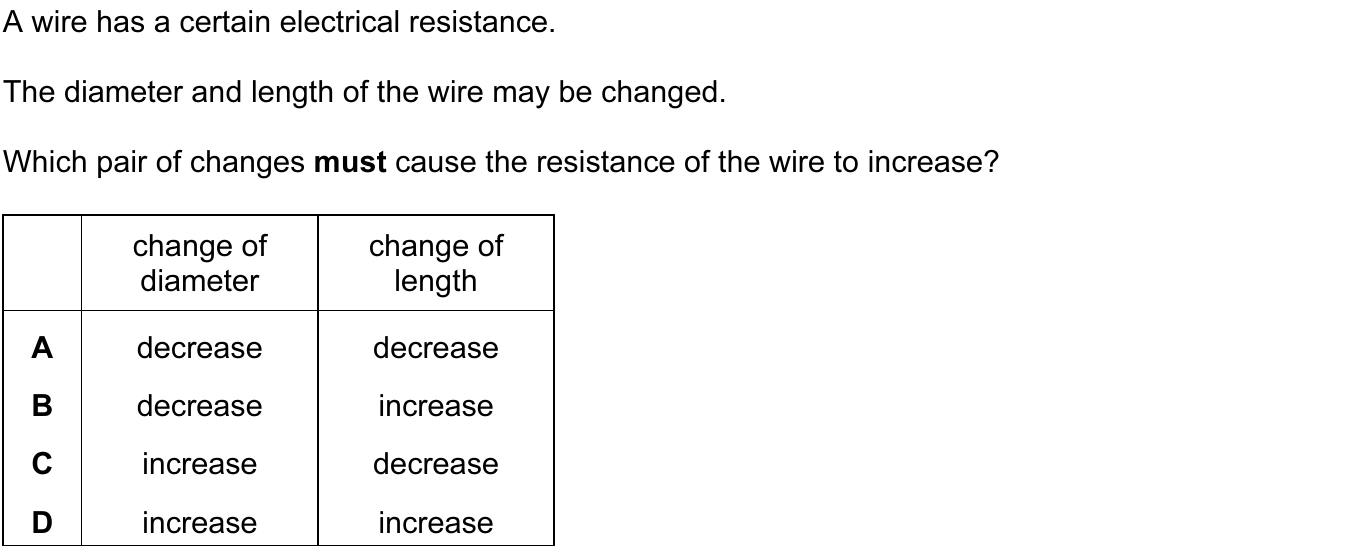 A wire has a certain electrical resistance.
The diameter and length of the wire may be changed.
Which pair of changes must cause the resistance of the wire to increase?
change of diameter change of length
A decrease decrease
B decrease increase
C increase decrease
D increase increase